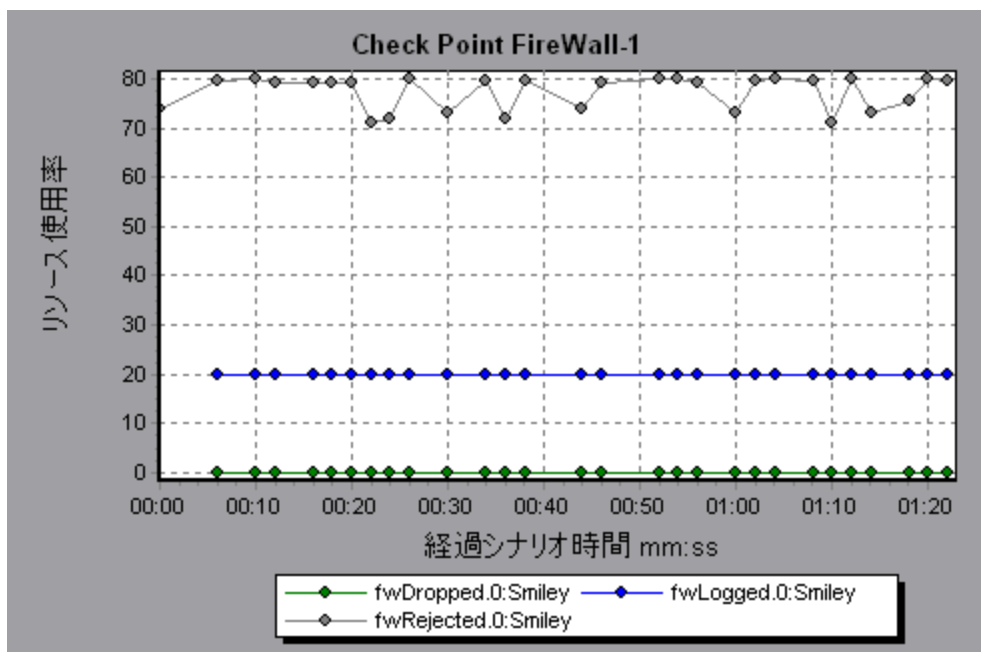 Check Point FireWall-1
リソース使用率
80
70
60
50
40
30
20
10
0
00:00 00:10 00:20 00:30 00:40 00:50 01:00 01:10 01:20
経過シナリオ時間 mm:ss
fwDropped.0:Smiley fwLogged.0:Smiley
fwRejected.0:Smiley